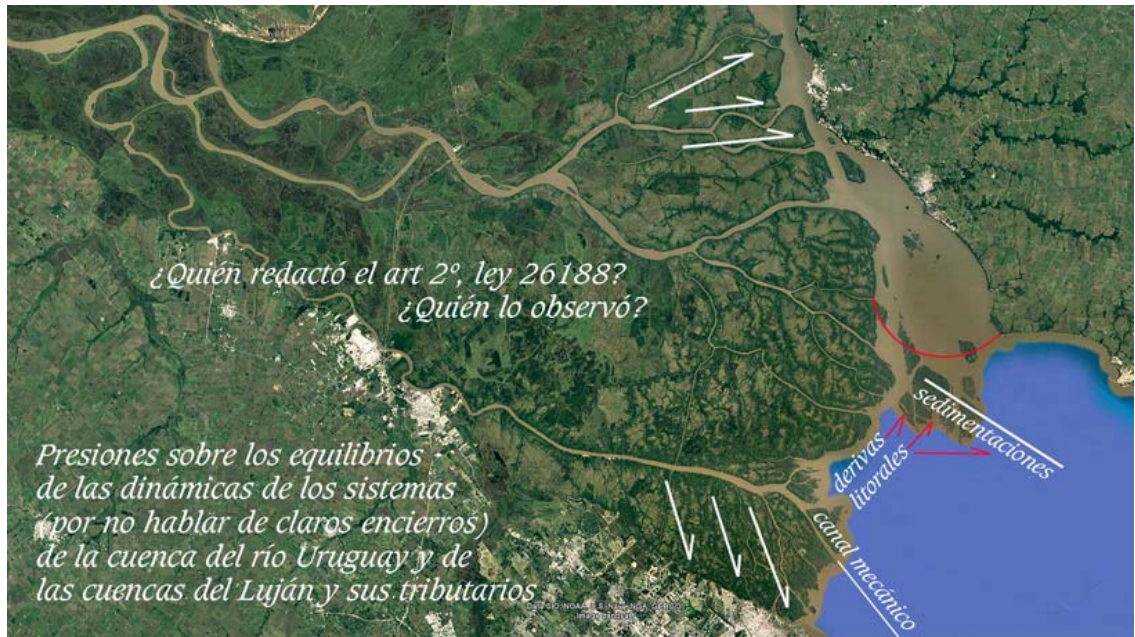 ¿Quién redactó el art 2º, ley 26188?
¿Quién lo observó?
sedimentaciones
derivas
litorales
Presiones sobre los equilibrios
de las dinámicas de los sistemas
(por no hablar de claros encierros)
de la cuenca del río Uruguay y de
las cuencas del Luján y sus tributarios
canal mecánico